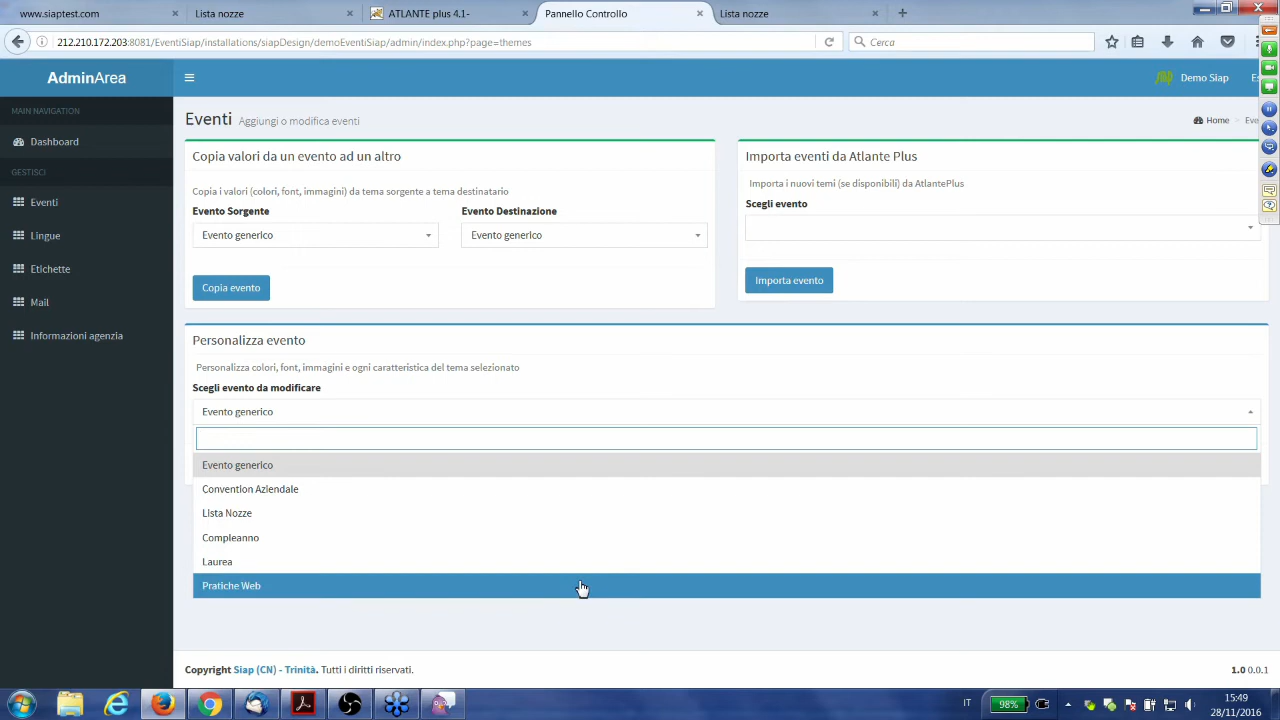 www.siaptest.com
Lista nozze
ATLANTE plus 4.1-
Pannello Controllo
Lista nozze
212.210.172.203:8081/EventiSiap/installations/siapDesign/demoEventiSiap/admin/index.php?page=themes
Cerca
AdminArea
Demo Siap
Es
MAIN NAVIGATION
Dashboard
GESTISCI
Eventi
Lingue
Etichette
Mail
Informazioni agenzia
Eventi Aggiungi o modifica eventi
Home
Eve
Copia valori da un evento ad un altro
Copia i valori (colori, font, immagini) da tema sorgente a tema destinatario
Evento Sorgente
Evento Destinazione
Evento generico
Evento generico
Copia evento
Importa eventi da Atlante Plus
Importa i nuovi temi (se disponibili) da AtlantePlus
Scegli evento
Importa evento
Personalizza evento
Personalizza colori, font, immagini e ogni caratteristica del tema selezionato
Scegli evento da modificare
Evento generico
Evento generico
Convention Aziendale
Lista Nozze
Compleanno
Laurea
Pratiche Web
Copyright Siap (CN) - Trinità. Tutti i diritti riservati.
1.0 0.0.1
IT
98%
15:49
28/11/2016